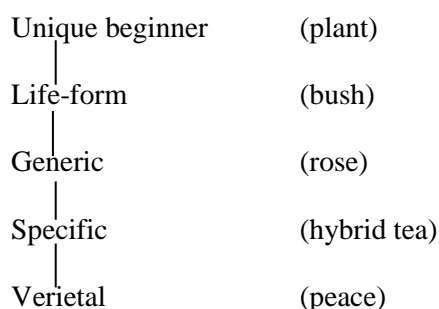 Unique beginner (plant)
Life-form (bush)
Generic (rose)
Specific (hybrid tea)
Verietal (peace)